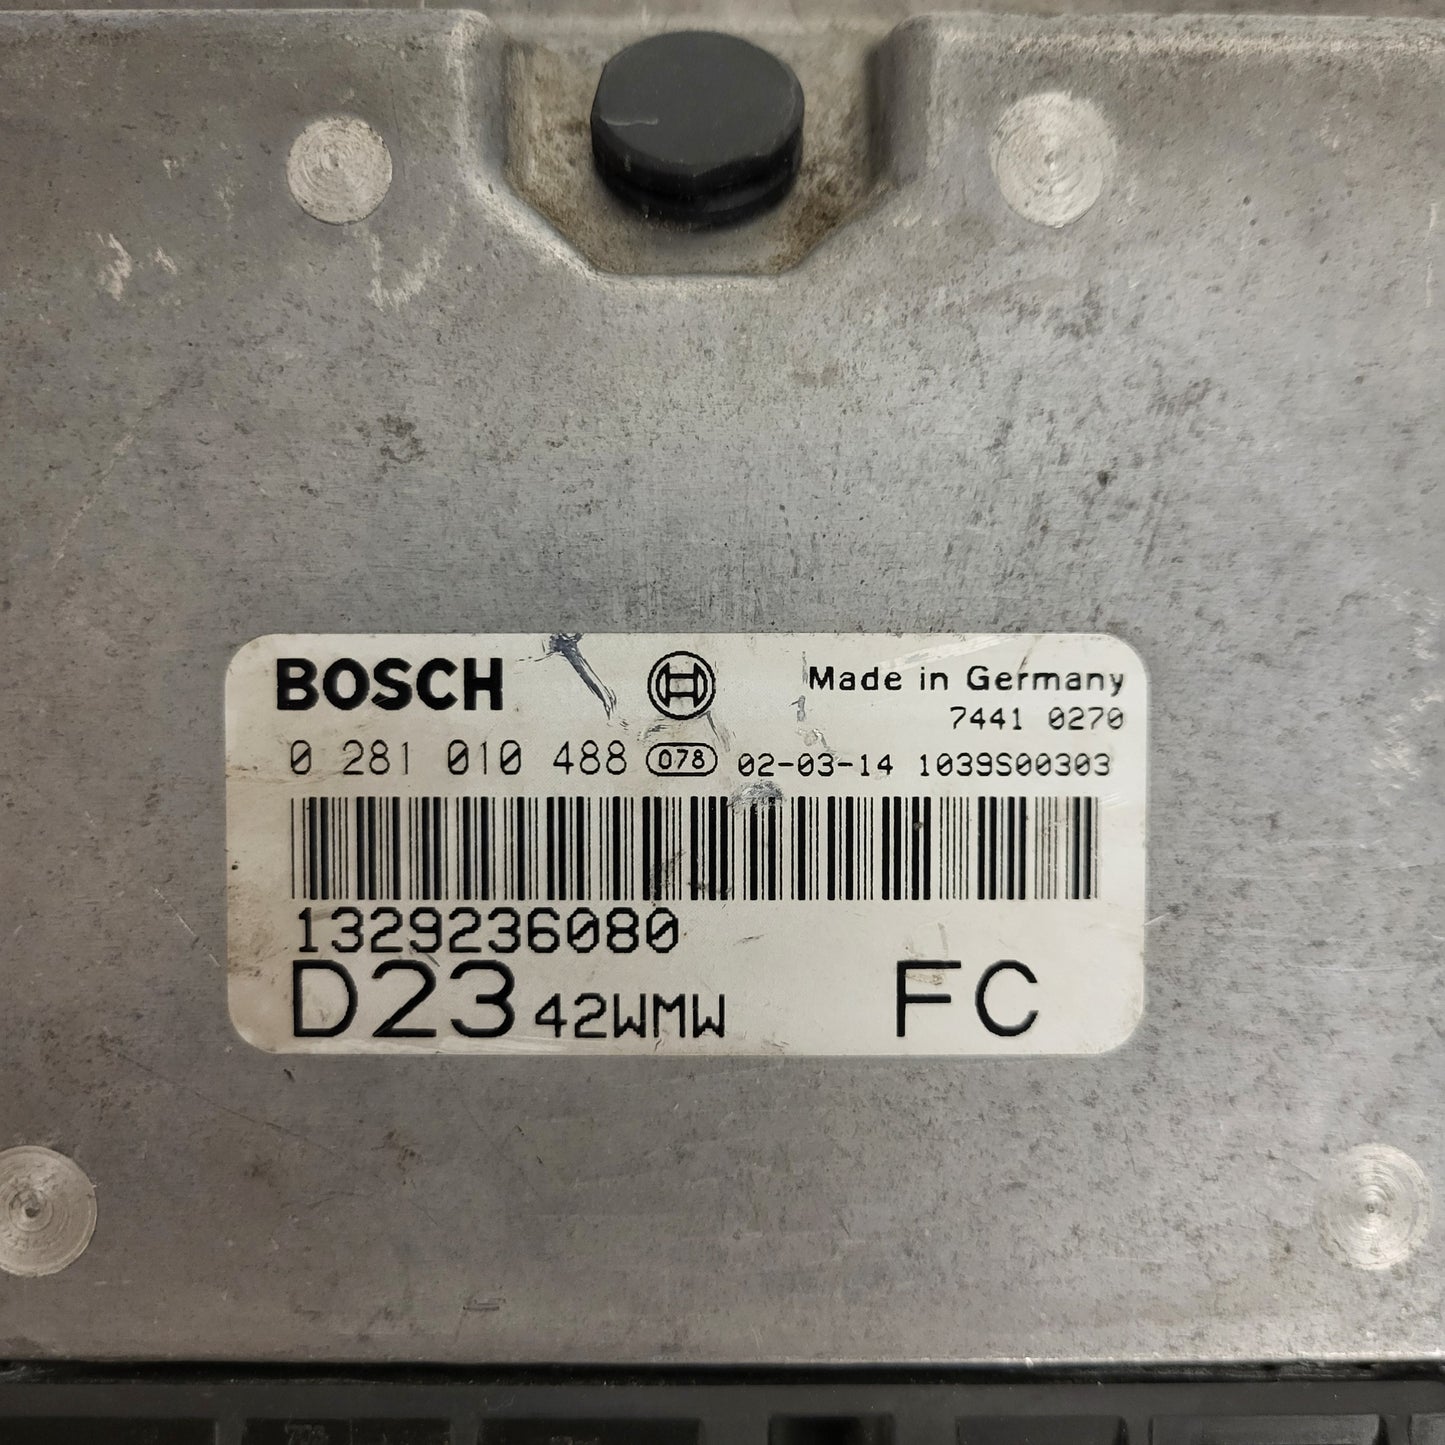 BOSCH Made in Germany
7441 0270
0 281 010 488 078 02-03-14 1039S00303
1329236080
D23 42WMW FC